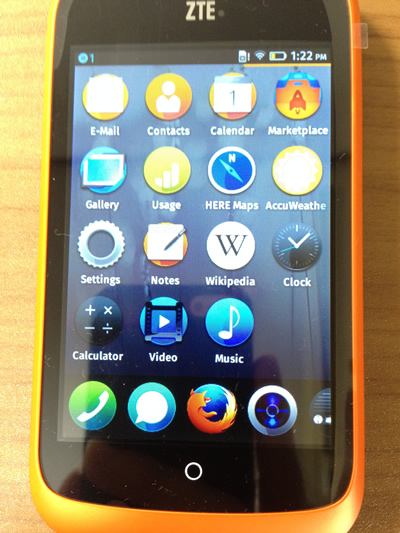 ZTE
1 1:22 PM
E-Mail Contacts Calendar Marketplace
1
Gallery Usage HERE Maps AccuWeathe
N
Settings Notes Wikipedia Clock
W
Calculator Video Music